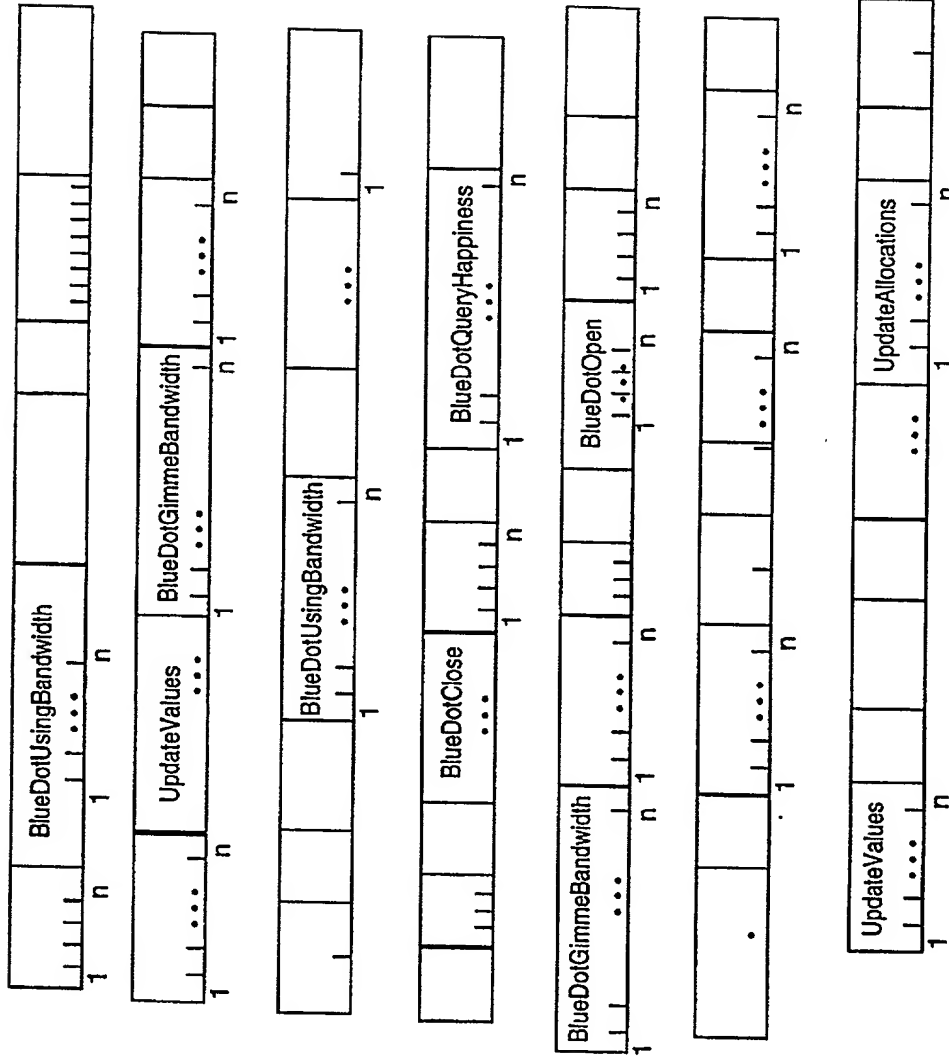 BlueDotUsingBandwidth
1 n 1 n
UpdateValues BlueDotGimmeBandwidth
1 n 1 n 1 n
BlueDotUsingBandwidth
1 n 1
BlueDotClose BlueDotQueryHappiness
1 n 1 n
BlueDotGimmeBandwidth BlueDotOpen
1 n 1 n 1 n 1 n
1 n n 1 n
UpdateValues UpdateAllocations
1 n 1 n